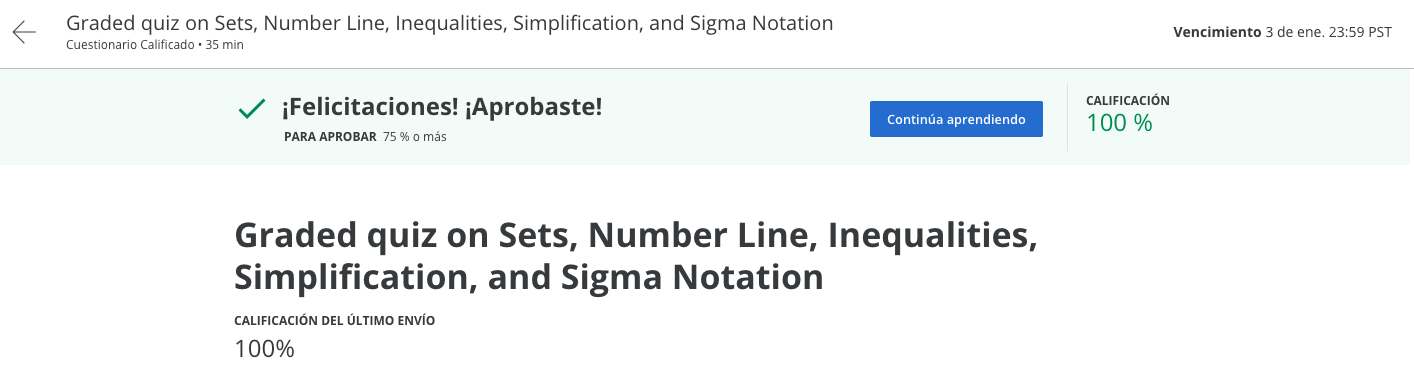 Graded quiz on Sets, Number Line, Inequalities, Simplification, and Sigma Notation
Cuestionario Calificado • 35 min
Vencimiento 3 de ene. 23:59 PST
¡Felicitaciones! ¡Aprobaste!
PARA APROBAR 75 % o más
Continúa aprendiendo
CALIFICACIÓN
100 %
Graded quiz on Sets, Number Line, Inequalities,
Simplification, and Sigma Notation
CALIFICACIÓN DEL ÚLTIMO ENVÍO
100%